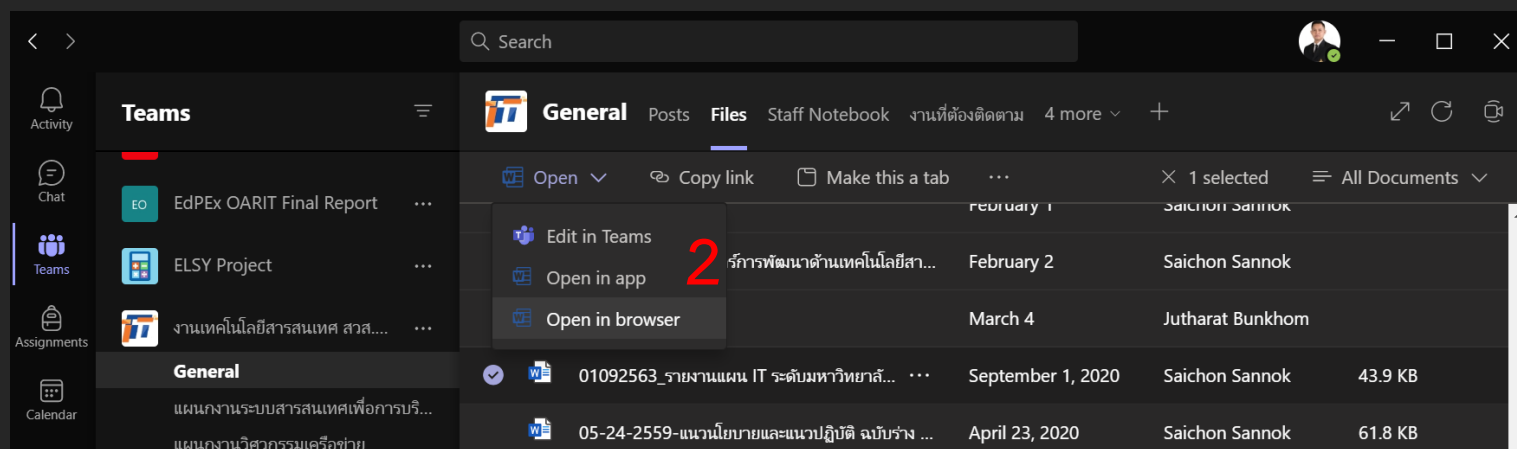 Search
Activity
Chat
Teams
Assignments
Calendar
Teams
EO EdPEx OARIT Final Report ...
ELSY Project ...
งานเทคโนโลยีสารสนเทศ สวส.... ...
General
แผนกงานระบบสารสนเทศเพื่อการบริ...
แผนกงานวิศวกรรมเครือข่าย
General Posts Files Staff Notebook งานที่ต้องติดตาม 4 more
Open Copy link Make this a tab ... 1 selected All Documents
Edit in Teams
Open in app
Open in browser
2
February 1 Saichon Sannok
ร์การพัฒนาด้านเทคโนโลยีสา... February 2 Saichon Sannok
March 4 Jutharat Bunkhom
01092563_รายงานแผน IT ระดับมหาวิทยาลั... ... September 1, 2020 Saichon Sannok 43.9 KB
05-24-2559-แนวนโยบายและแนวปฏิบัติ ฉบับร่าง ... April 23, 2020 Saichon Sannok 61.8 KB